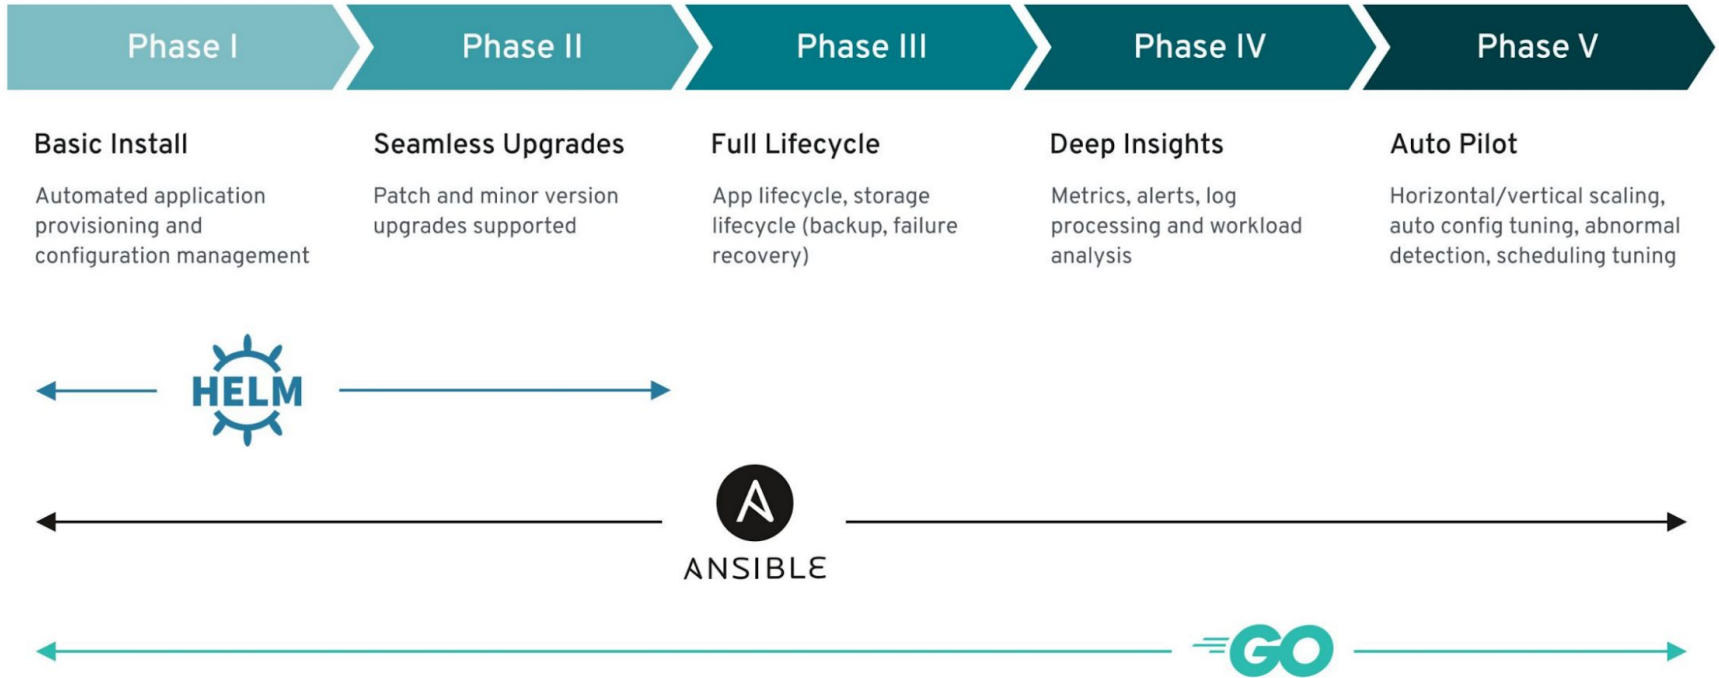 Phase I
Phase II
Phase III
Phase IV
Phase V
Basic Install
Automated application
provisioning and
configuration management
Seamless Upgrades
Patch and minor version
upgrades supported
Full Lifecycle
App lifecycle, storage
lifecycle (backup, failure
recovery)
Deep Insights
Metrics, alerts, log
processing and workload
analysis
Auto Pilot
Horizontal/vertical scaling,
auto config tuning, abnormal
detection, scheduling tuning
HELM
A
ANSIBLE
GO